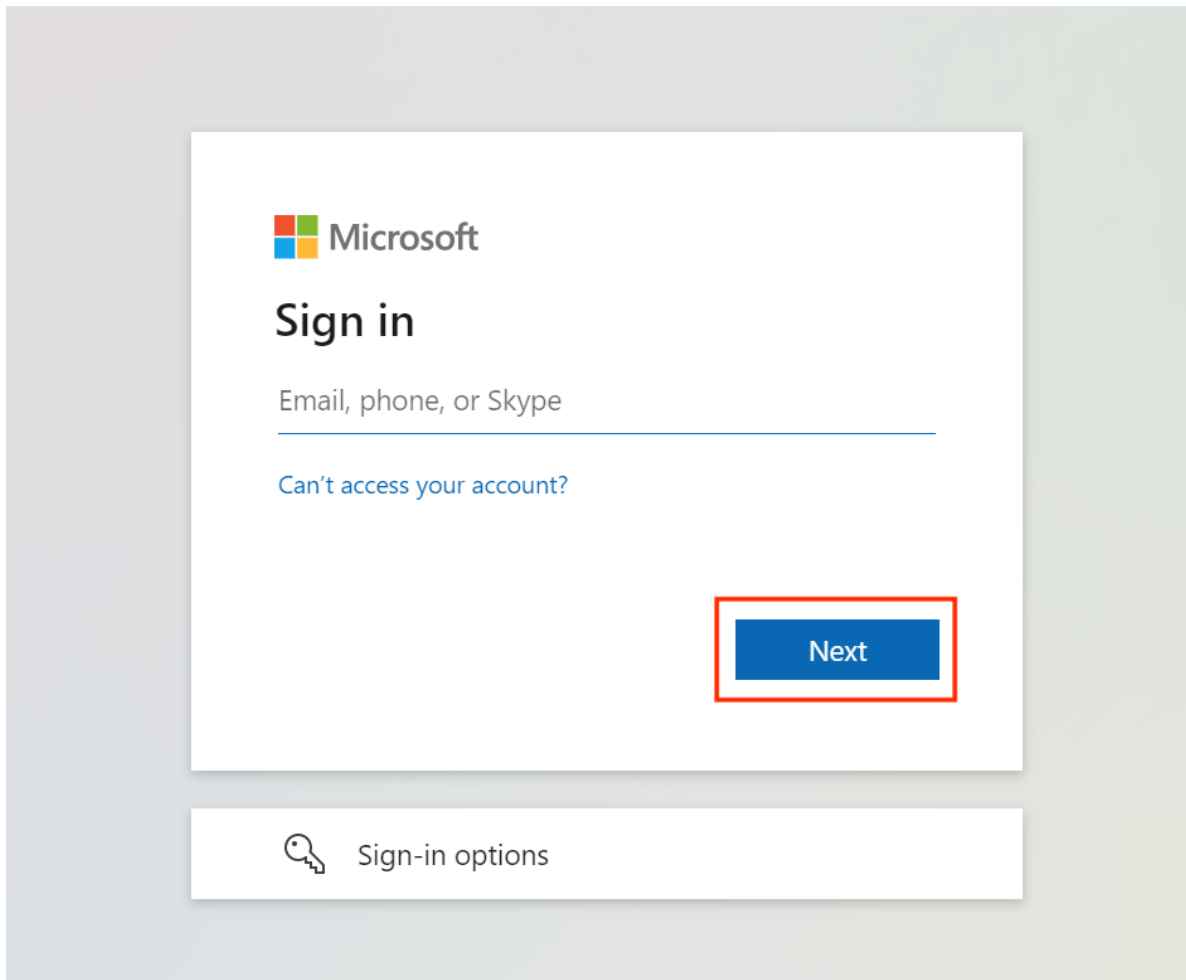 Microsoft
Sign in
Email, phone, or Skype
Can't access your account?
Next
Sign-in options